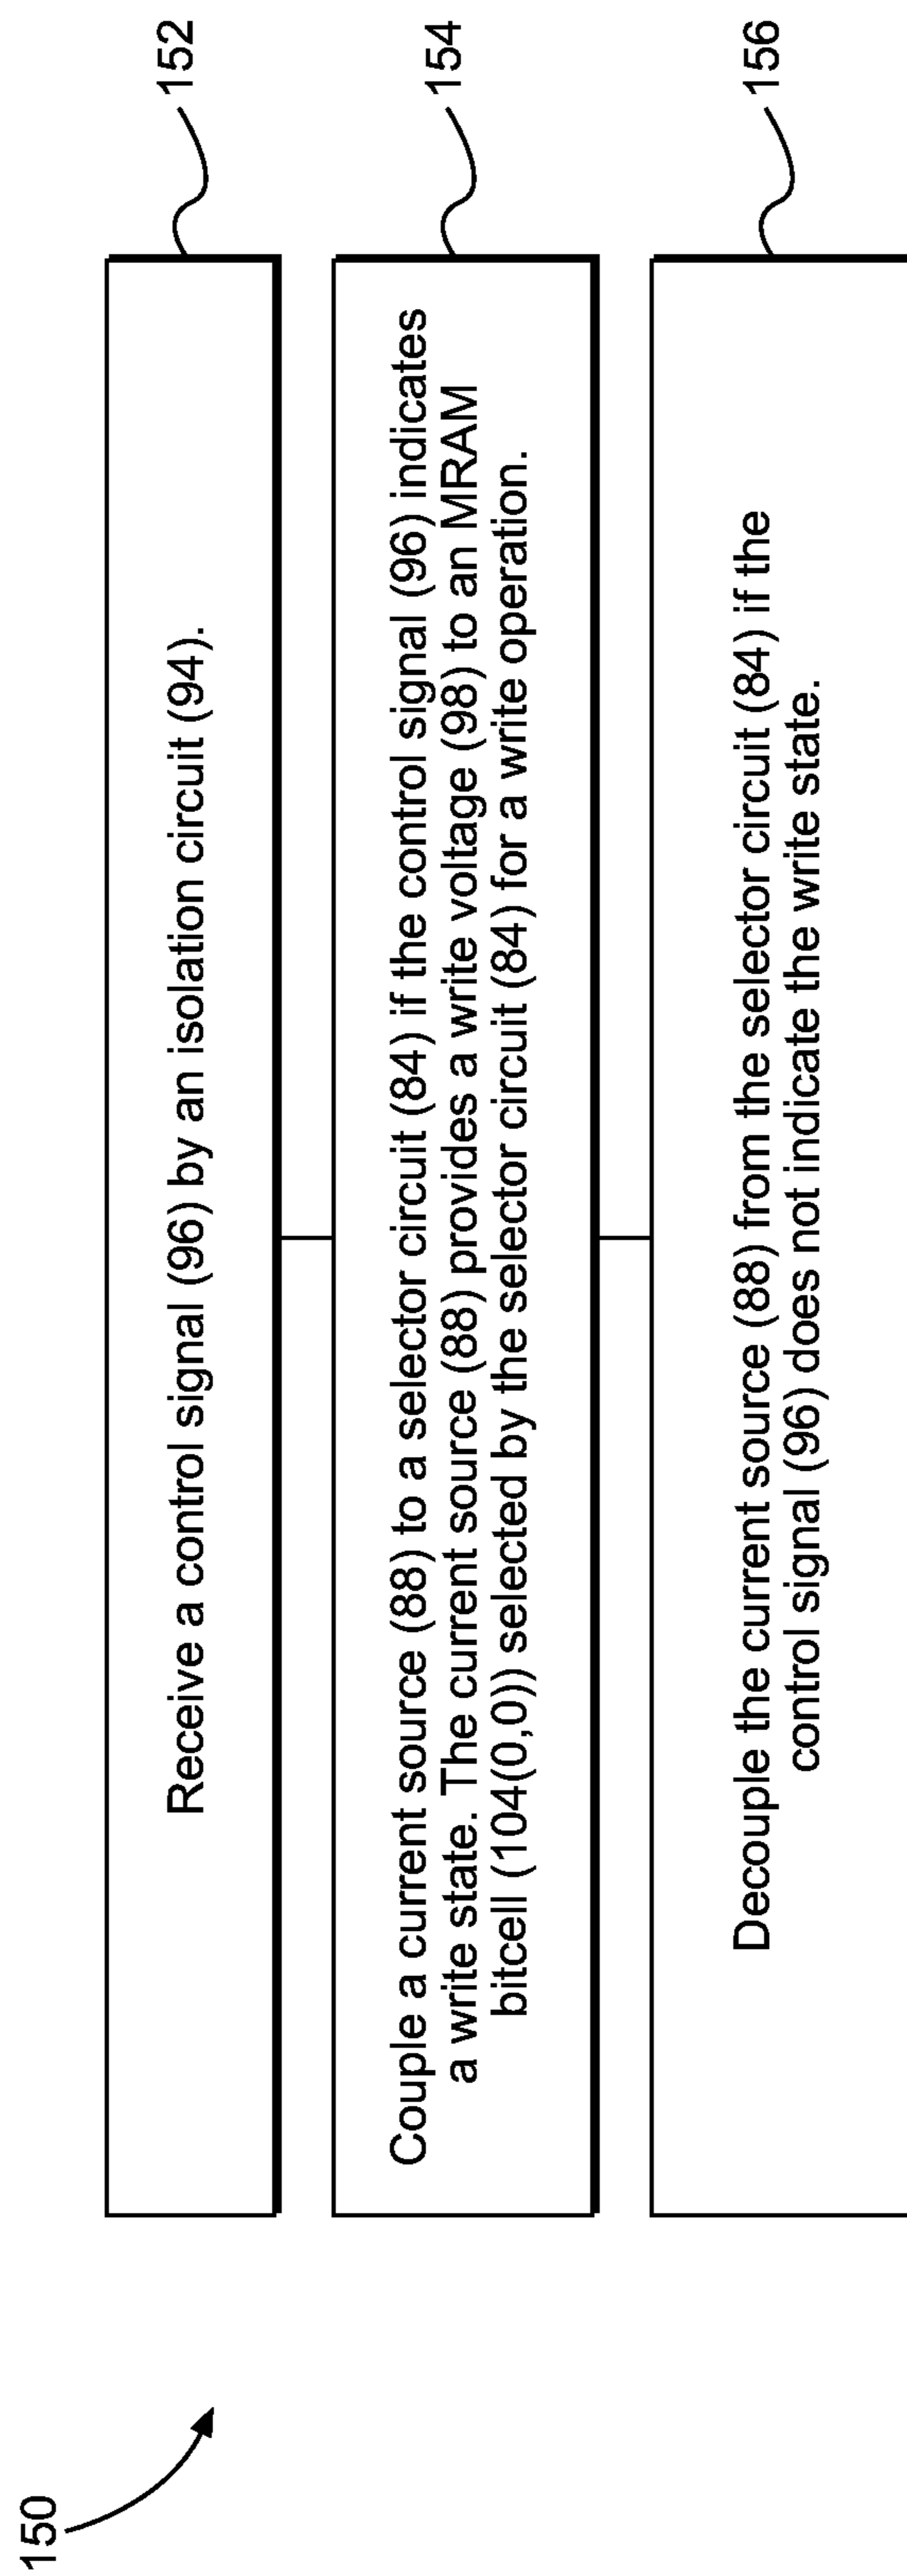 150
Receive a control signal (96) by an isolation circuit (94).
152
Couple a current source (88) to a selector circuit (84) if the control signal (96) indicates
a write state. The current source (88) provides a write voltage (98) to an MRAM
bitcell (104(0,0)) selected by the selector circuit (84) for a write operation.
154
Decouple the current source (88) from the selector circuit (84) if the
control signal (96) does not indicate the write state.
156